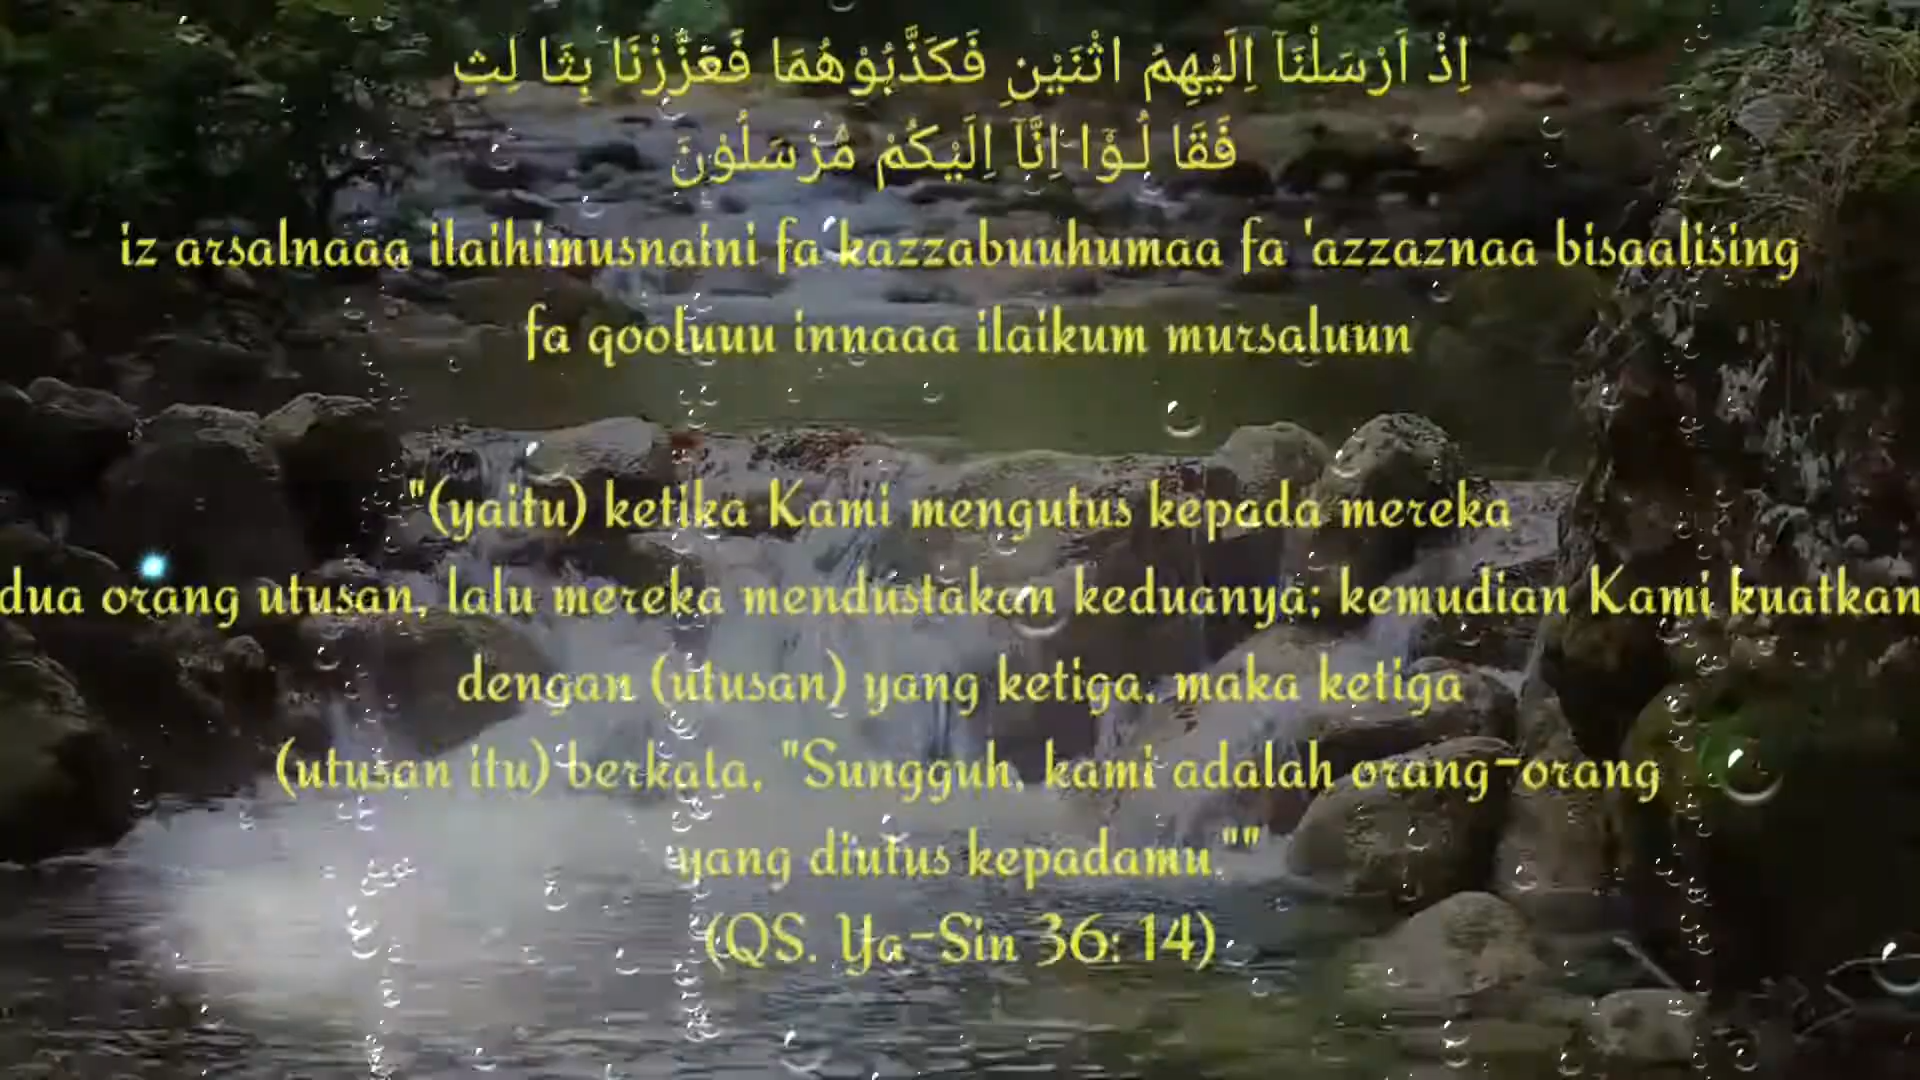 اِذْ اَرْسَلْنَاۤ اِلَيْهِمُ اثْنَيْنِ فَكَذَّبُوْهُمَا فَعَزَّزْنَا بِثَا لِثٍ
فَقَا لُـوْۤا اِنَّاۤ اِلَيْكُمْ مُّرْسَلُوْنَ
iz arsalnaaa ilaihimusnaini fa kazzabuuhumaa fa 'azzaznaa bisaalising
fa qooluuu innaaa ilaikum mursaluun
"(yaitu) ketika Kami mengutus kepada mereka
dua orang utusan, lalu mereka mendustakan keduanya; kemudian Kami kuatkan
dengan (utusan) yang ketiga, maka ketiga
(utusan itu) berkata, "Sungguh, kami adalah orang-orang
yang diutus kepadamu.""
(QS. Ya-Sin 36: 14)